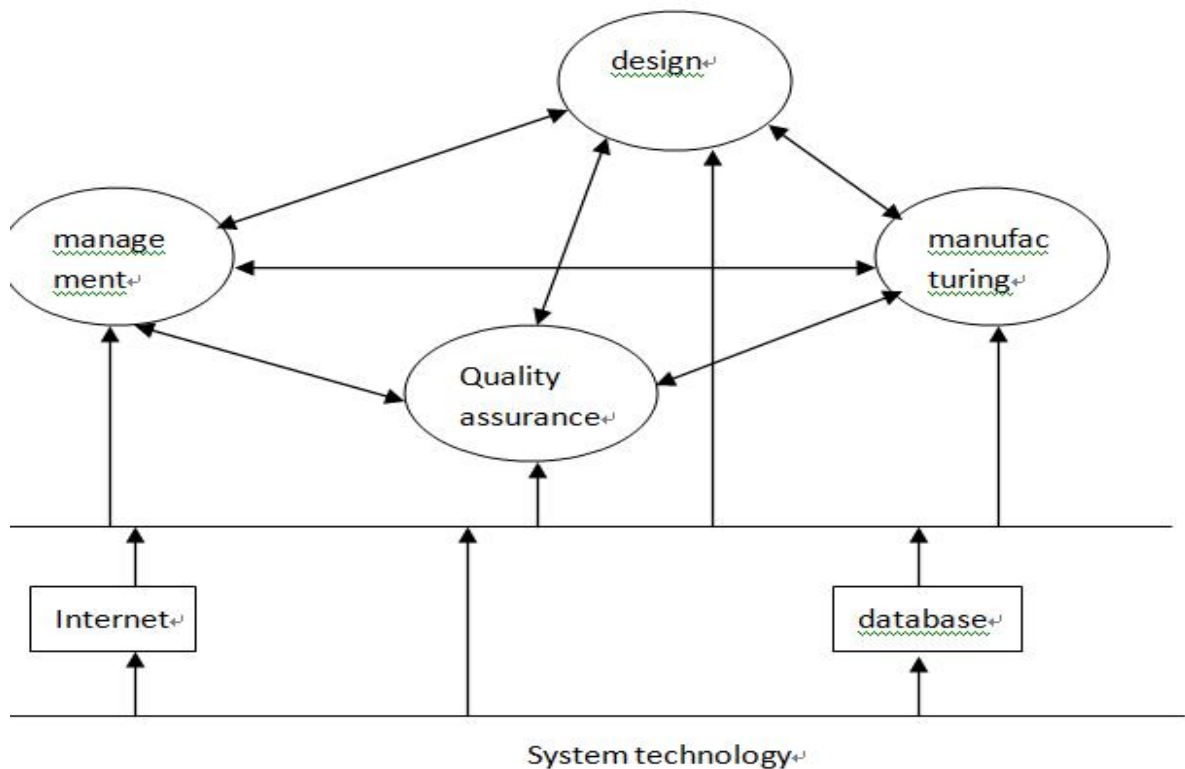 design
manage
ment
manufac
turing
Quality
assurance
Internet
database
System technology